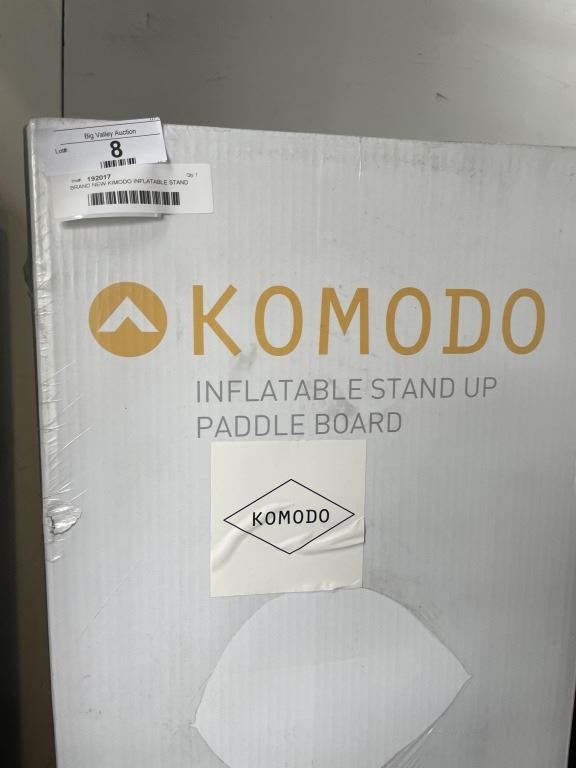 Big Valley Auction
Lot# 8
192017 Qty 1
BRAND NEW KIMODO INFLATABLE STAND
KOMODO
INFLATABLE STAND UP
PADDLE BOARD
KOMODO